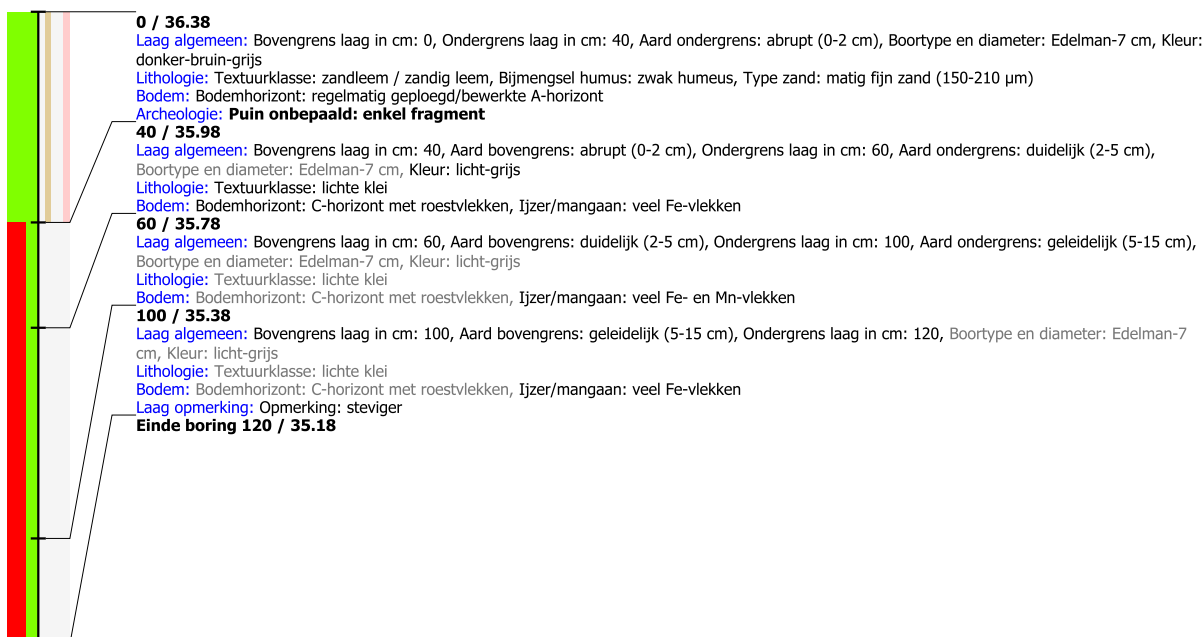 0 / 36.38
Laag algemeen: Bovengrens laag in cm: 0, Ondergrens laag in cm: 40, Aard ondergrens: abrupt (0-2 cm), Boortype en diameter: Edelman-7 cm, Kleur:
donker-bruin-grijs
Lithologie: Textuurklasse: zandleem / zandig leem, Bijmengsel humus: zwak humeus, Type zand: matig fijn zand (150-210 μm)
Bodem: Bodemhorizont: regelmatig geploegd/bewerkte A-horizont
Archeologie: Puin onbepaald: enkel fragment
40 / 35.98
Laag algemeen: Bovengrens laag in cm: 40, Aard bovengrens: abrupt (0-2 cm), Ondergrens laag in cm: 60, Aard ondergrens: duidelijk (2-5 cm),
Boortype en diameter: Edelman-7 cm, Kleur: licht-grijs
Lithologie: Textuurklasse: lichte klei
Bodem: Bodemhorizont: C-horizont met roestvlekken, Ijzer/mangaan: veel Fe-vlekken
60 / 35.78
Laag algemeen: Bovengrens laag in cm: 60, Aard bovengrens: duidelijk (2-5 cm), Ondergrens laag in cm: 100, Aard ondergrens: geleidelijk (5-15 cm),
Boortype en diameter: Edelman-7 cm, Kleur: licht-grijs
Lithologie: Textuurklasse: lichte klei
Bodem: Bodemhorizont: C-horizont met roestvlekken, Ijzer/mangaan: veel Fe- en Mn-vlekken
100 / 35.38
Laag algemeen: Bovengrens laag in cm: 100, Aard bovengrens: geleidelijk (5-15 cm), Ondergrens laag in cm: 120, Boortype en diameter: Edelman-7
cm, Kleur: licht-grijs
Lithologie: Textuurklasse: lichte klei
Bodem: Bodemhorizont: C-horizont met roestvlekken, Ijzer/mangaan: veel Fe-vlekken
Laag opmerking: Opmerking: steviger
Einde boring 120 / 35.18